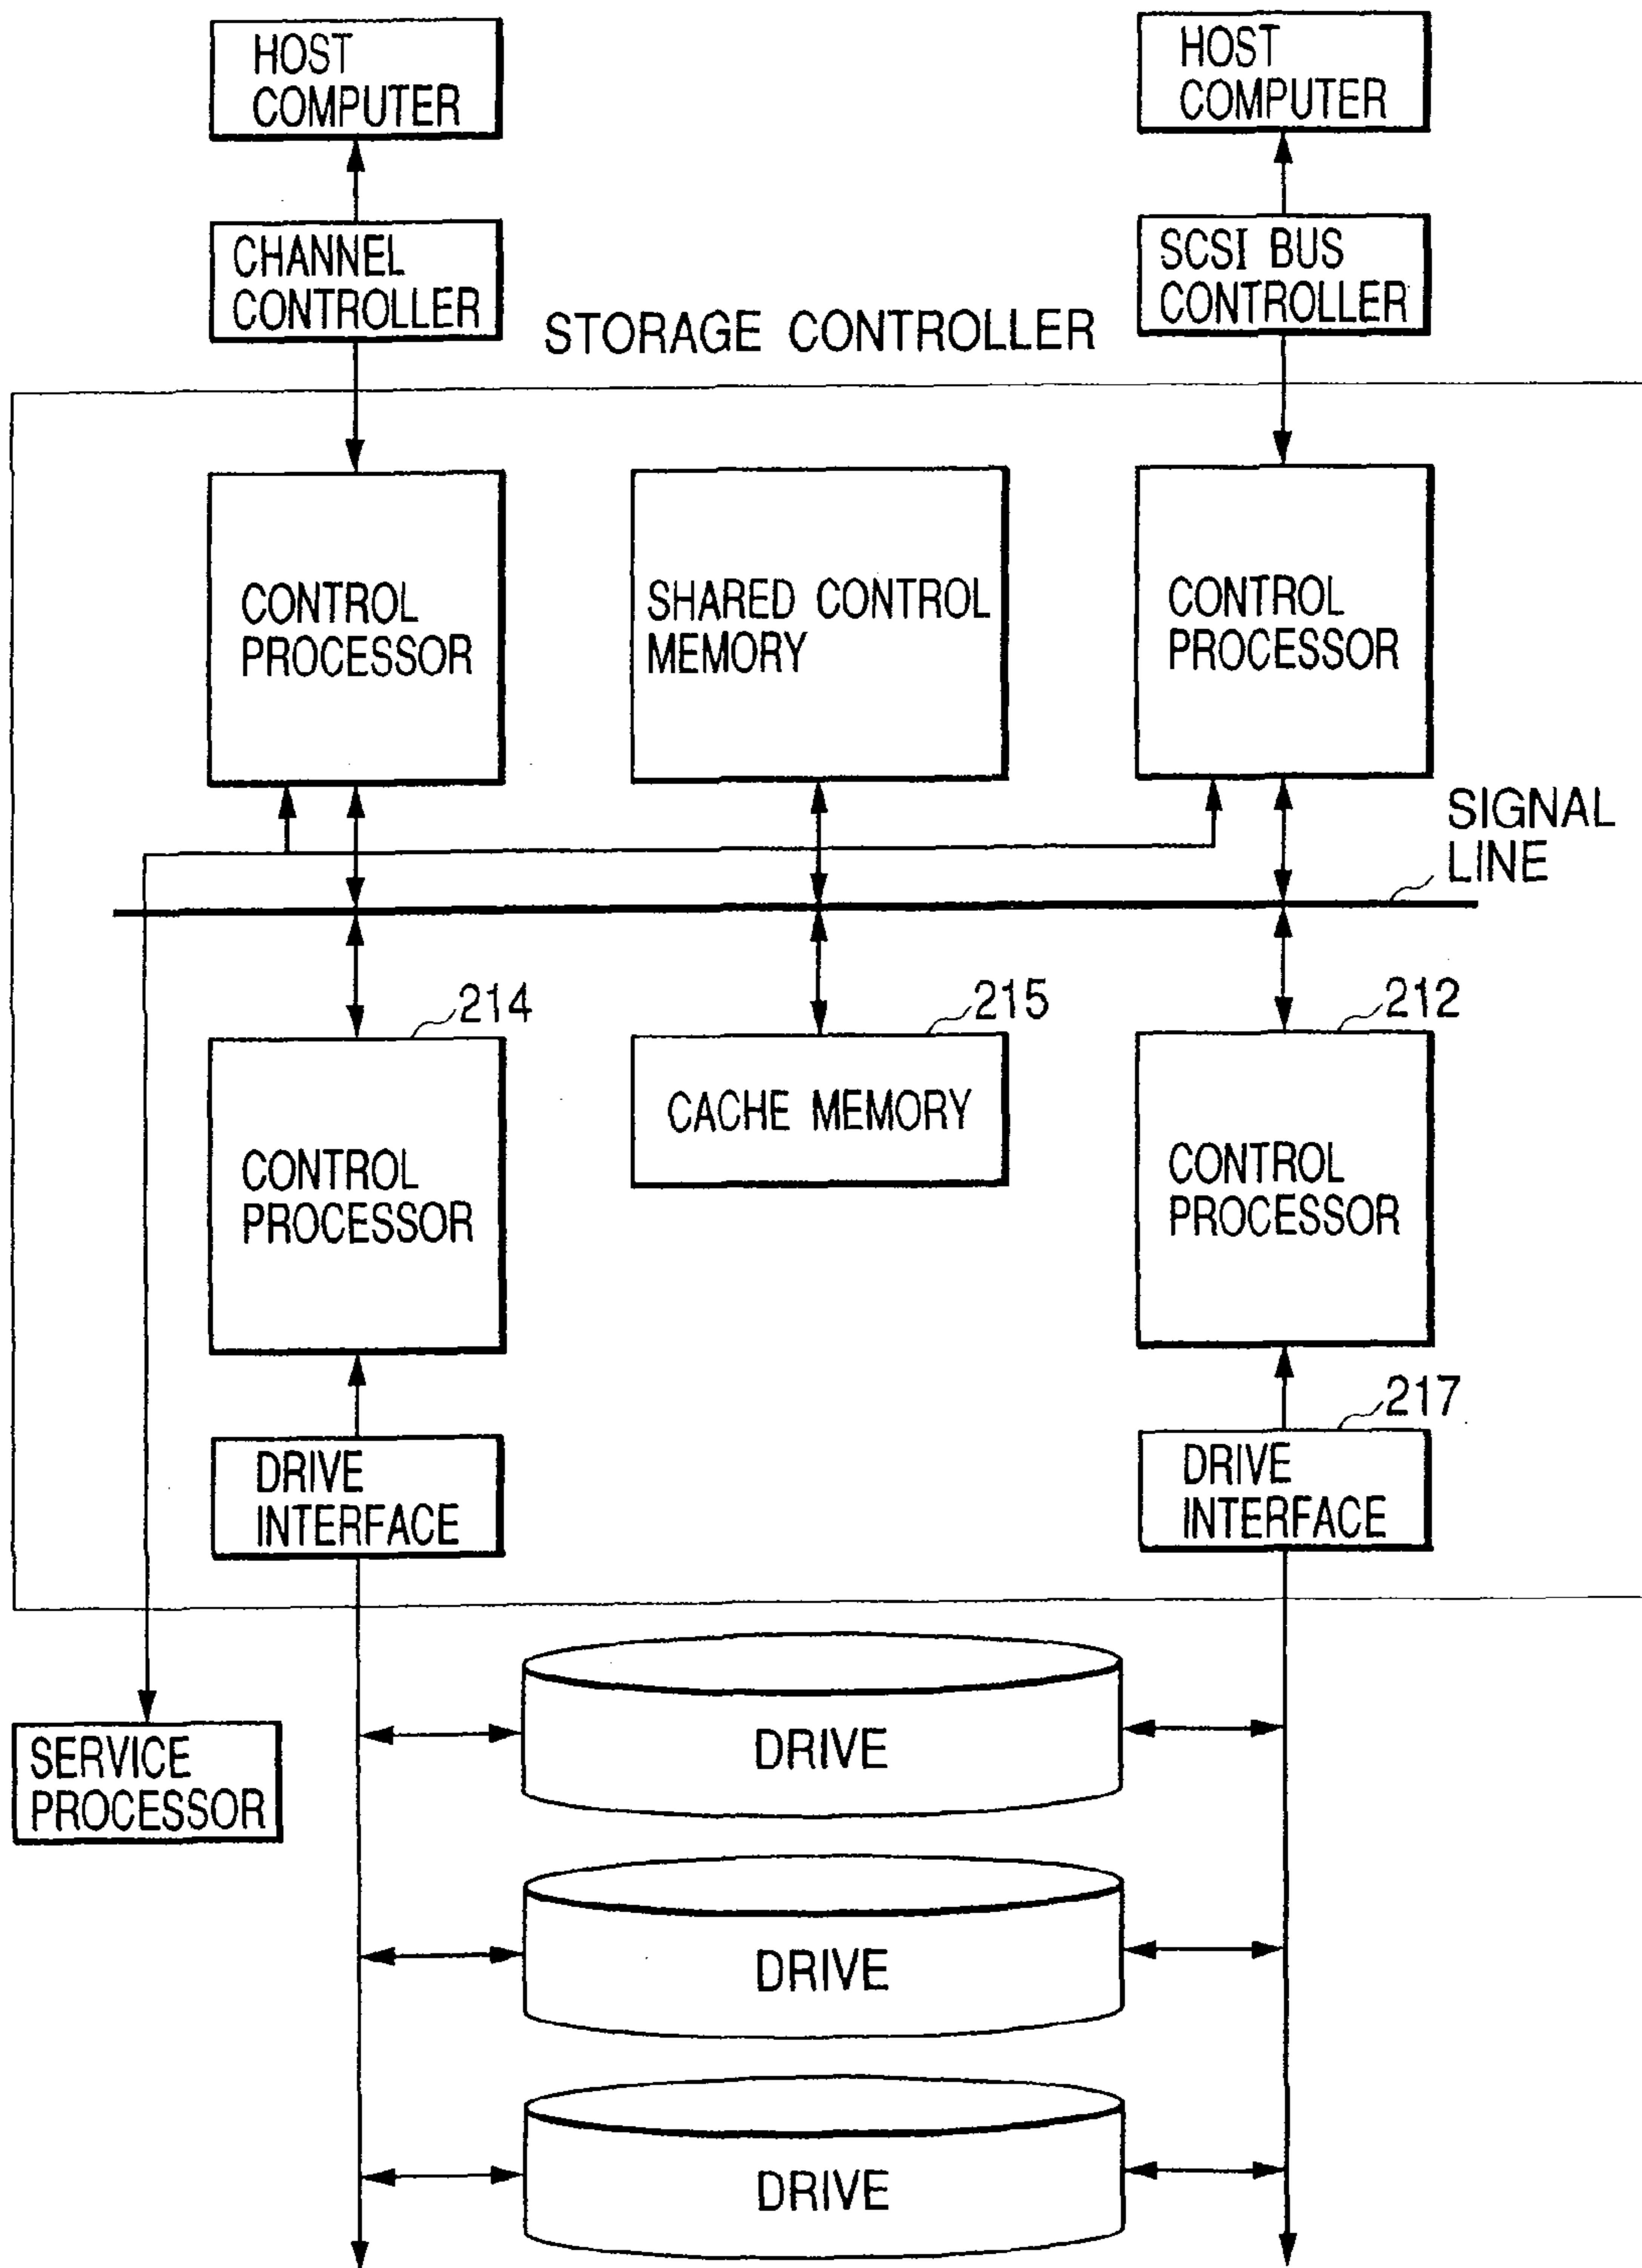 HOST
COMPUTER
HOST
COMPUTER
CHANNEL
CONTROLLER
SCSI BUS
CONTROLLER
STORAGE CONTROLLER
CONTROL
PROCESSOR
SHARED CONTROL
MEMORY
CONTROL
PROCESSOR
SIGNAL
LINE
214
215
212
CONTROL
PROCESSOR
CACHE MEMORY
CONTROL
PROCESSOR
217
DRIVE
INTERFACE
DRIVE
INTERFACE
SERVICE
PROCESSOR
DRIVE
DRIVE
DRIVE